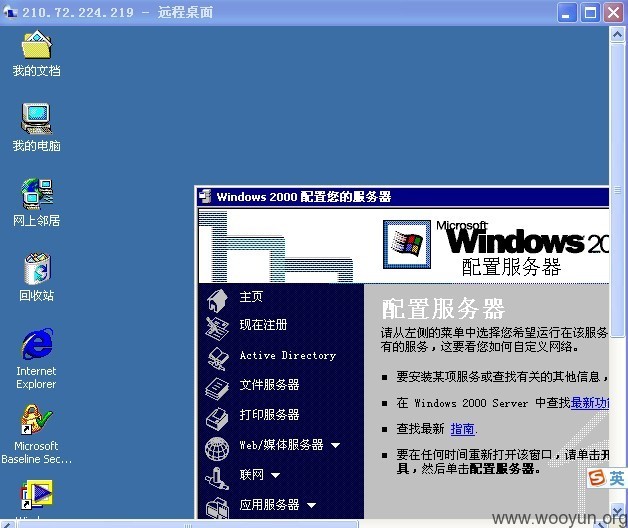 210.72.224.219 - 远程桌面
我的文档
我的电脑
网上邻居
回收站
Internet
Explorer
Microsoft
Baseline Sec...
Windows 2000 配置您的服务器
Microsoft
Windows 20
配置服务器
主页
现在注册
Active Directory
文件服务器
打印服务器
Web/媒体服务器
联网
应用服务器
配置服务器
请从左侧的菜单中选择您希望运行在该服务
有的服务，这要看您如何自定义网络。
要安装某项服务或查找有关的其他信息，
在 Windows 2000 Server 中查找最新功
查找最新 指南.
要在任何时间重新打开该窗口，请单击开
具，然后单击配置服务器。
英
www.wooyun.org